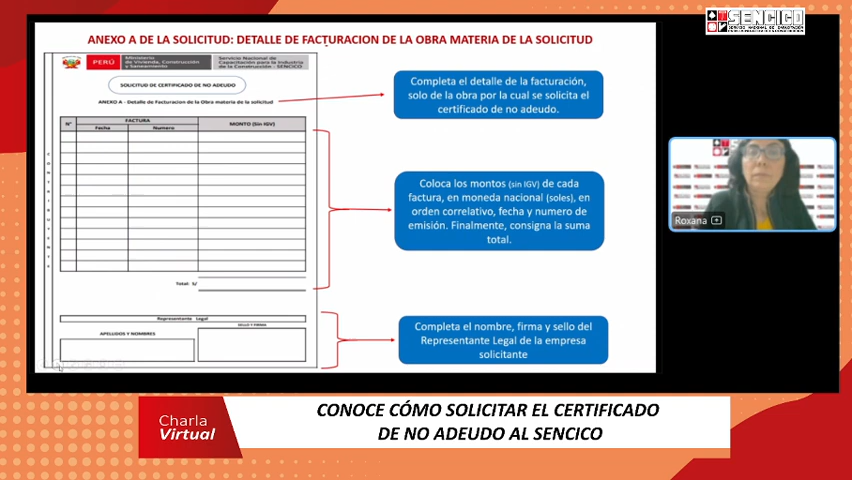 SENCICO
ANEXO A DE LA SOLICITUD: DETALLE DE FACTURACION DE LA OBRA MATERIA DE LA SOLICITUD
PERÚ
Ministerio
de Vivienda, Construcción
y Saneamiento
Servicio Nacional de
Capacitación para la Industria
de la Construcción - SENCICO
SOLICITUD DE CERTIFICADO DE NO ADEUDO
ANEXO A - Detalle de Facturacion de la Obra materia de la solicitud
N°
FACTURA
MONTO (Sin IGV)
Fecha
Numero
CONTRIBUYENTE
Total: S/
Representante Legal
APELLIDOS Y NOMBRES
SELLO Y FIRMA
Completa el detalle de la facturación,
solo de la obra por la cual se solicita el
certificado de no adeudo.
Coloca los montos (sin IGV) de cada
factura, en moneda nacional (soles), en
orden correlativo, fecha y numero de
emisión. Finalmente, consigna la suma
total.
Completa el nombre, firma y sello del
Representante Legal de la empresa
solicitante
Roxana
Charla
Virtual
CONOCE CÓMO SOLICITAR EL CERTIFICADO
DE NO ADEUDO AL SENCICO